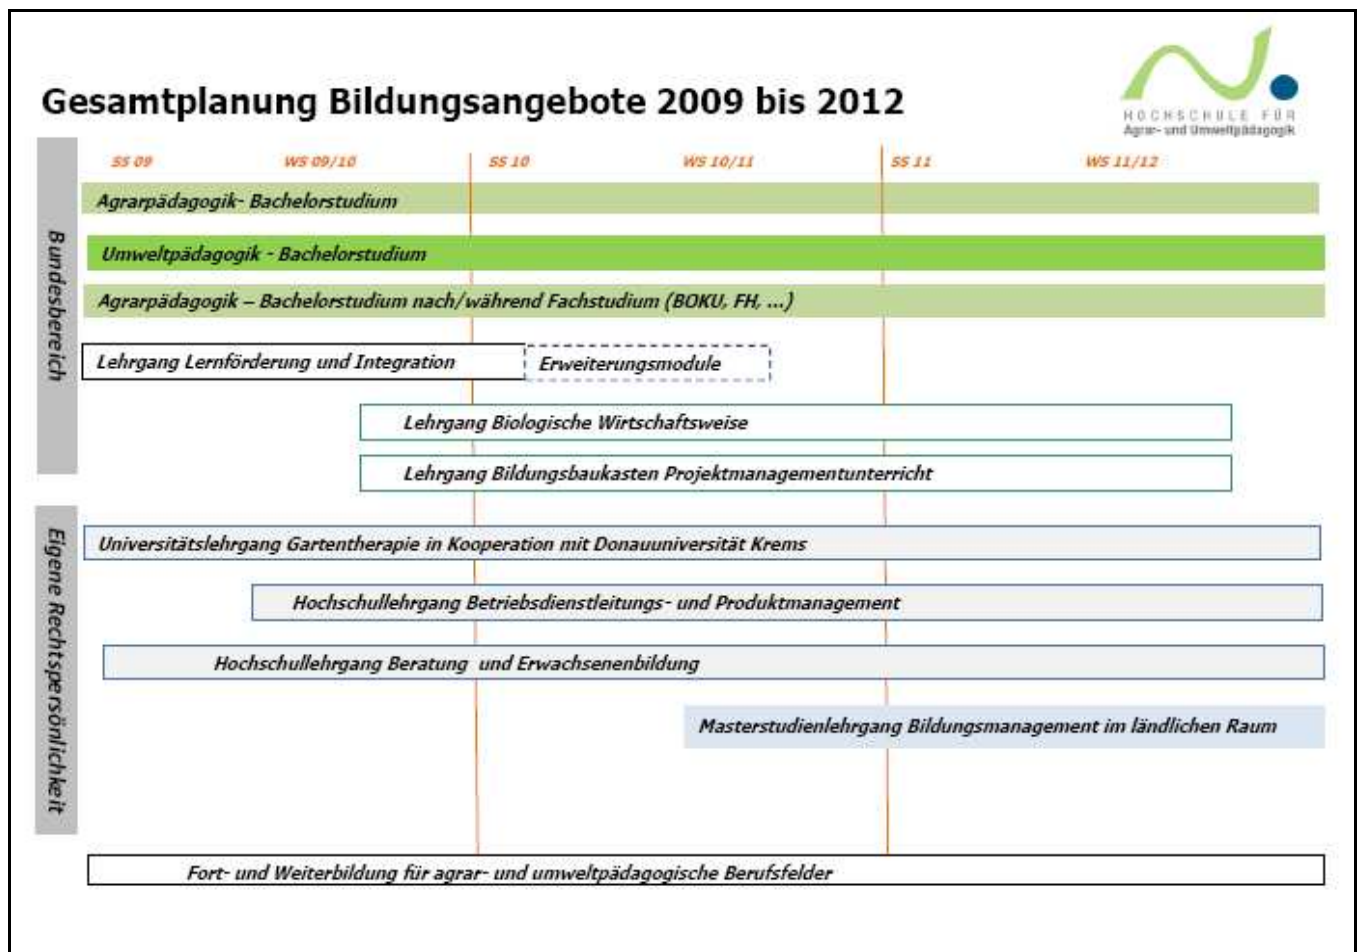 HOCHSCHULE FÜR
Agrar- und Umweltpädagogik
Gesamtplanung Bildungsangebote 2009 bis 2012
SS 09 WS 09/10 SS 10 WS 10/11 SS 11 WS 11/12
Bundesbereich
Agrarpädagogik- Bachelorstudium
Umweltpädagogik - Bachelorstudium
Agrarpädagogik – Bachelorstudium nach/während Fachstudium (BOKU, FH, ...)
Lehrgang Lernförderung und Integration Erweiterungsmodule
Lehrgang Biologische Wirtschaftsweise
Lehrgang Bildungsbaukasten Projektmanagementunterricht
Eigene Rechtspersönlichkeit
Universitätslehrgang Gartentherapie in Kooperation mit Donauuniversität Krems
Hochschullehrgang Betriebsdienstleitungs- und Produktmanagement
Hochschullehrgang Beratung und Erwachsenenbildung
Masterstudienlehrgang Bildungsmanagement im ländlichen Raum
Fort- und Weiterbildung für agrar- und umweltpädagogische Berufsfelder